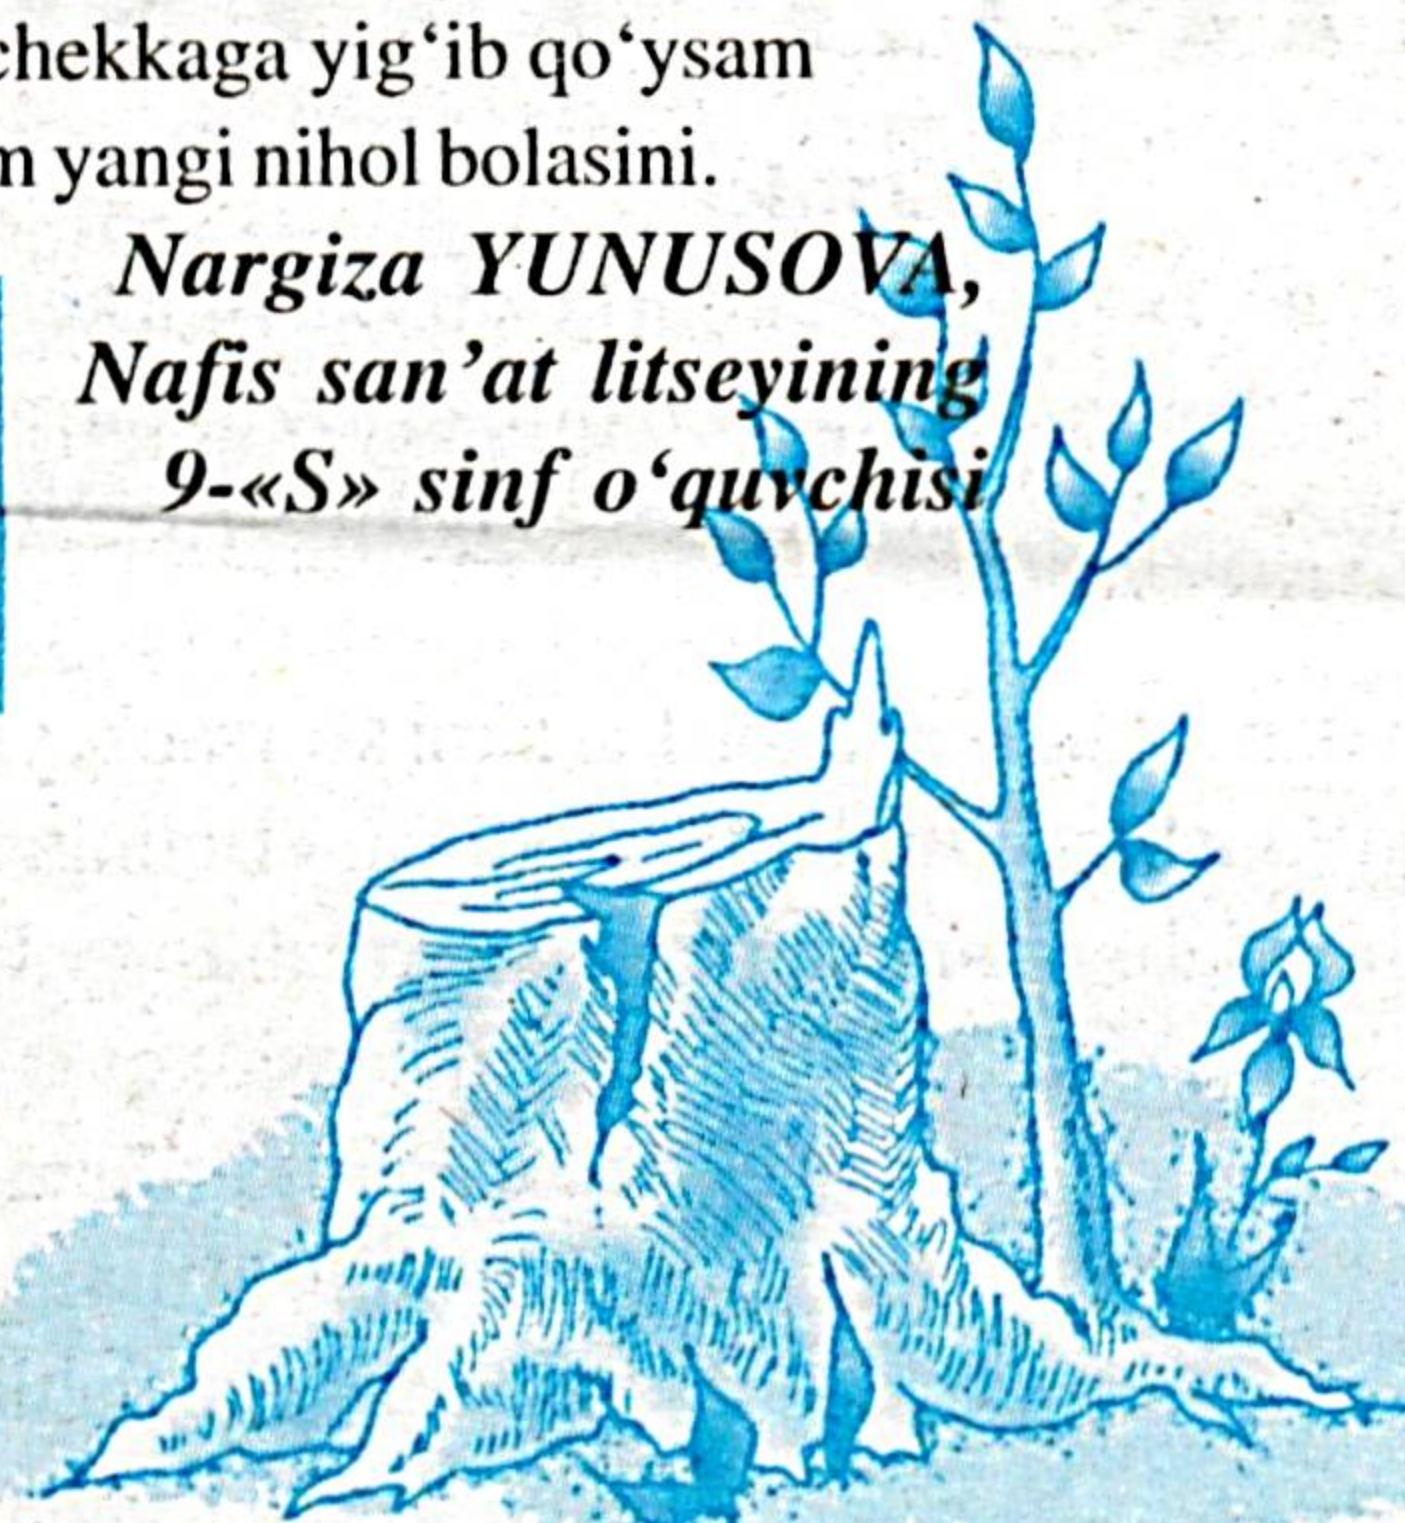 chekkaga yig‘ib qo‘ysam
yangi nihol bolasini.
Nargiza YUNUSOVA,
Nafis san’at litseyining
9-«S» sinf o‘quvchisi